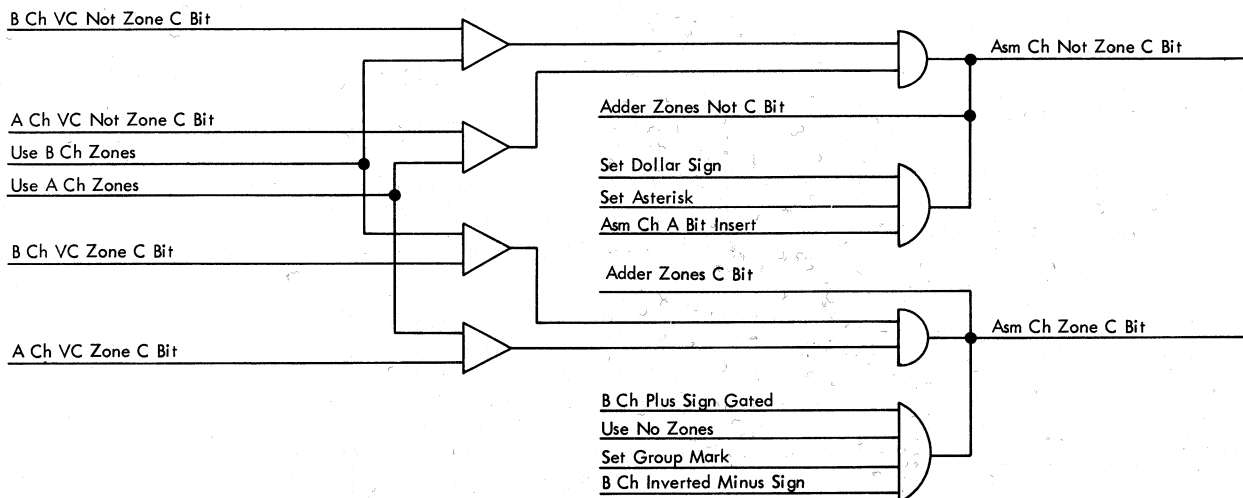 B Ch VC Not Zone C Bit
Asm Ch Not Zone C Bit
Adder Zones Not C Bit
A Ch VC Not Zone C Bit
Use B Ch Zones
Set Dollar Sign
Use A Ch Zones
Set Asterisk
Asm Ch A Bit Insert
B Ch VC Zone C Bit
Adder Zones C Bit
Asm Ch Zone C Bit
A Ch VC Zone C Bit
B Ch Plus Sign Gated
Use No Zones
Set Group Mark
B Ch Inverted Minus Sign